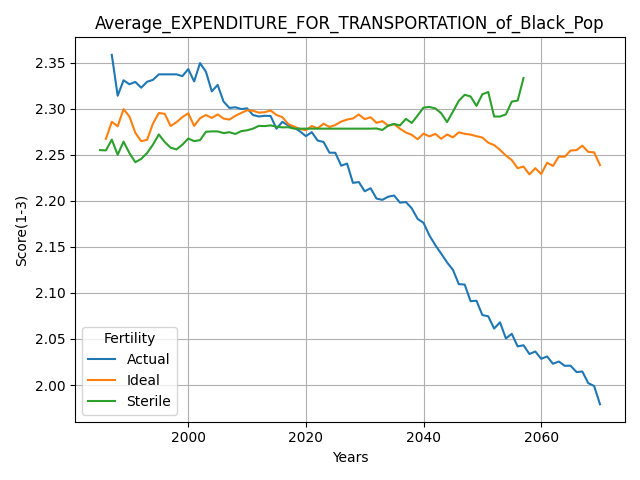 Average_EXPENDITURE_FOR_TRANSPORTATION_of_Black_Pop
Score(1-3)
2.35
2.30
2.25
2.20
2.15
2.10
2.05
2.00
Fertility
Actual
Ideal
Sterile
2000
2020
2040
2060
Years